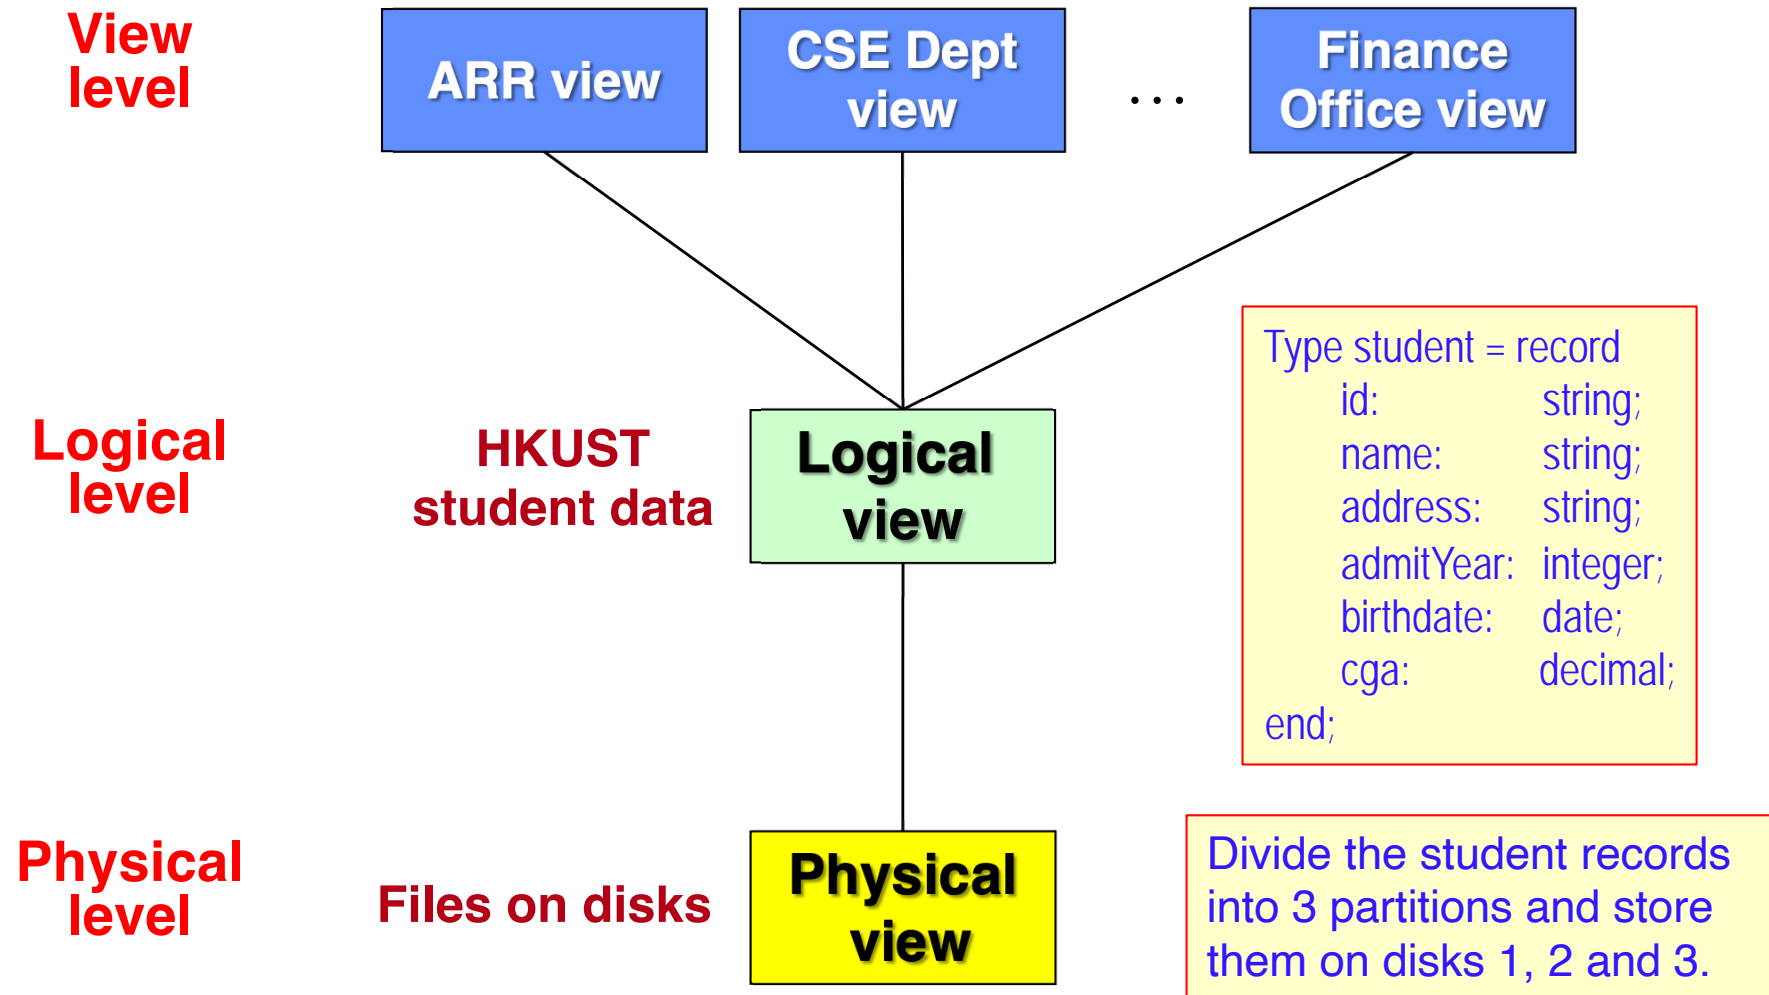 View
level
ARR view
CSE Dept
view
...
Finance
Office view
Logical
level
HKUST
student data
Logical
view
Type student = record
id: string;
name: string;
address: string;
admitYear: integer;
birthdate: date;
cga: decimal;
end;
Physical
level
Files on disks
Physical
view
Divide the student records
into 3 partitions and store
them on disks 1, 2 and 3.